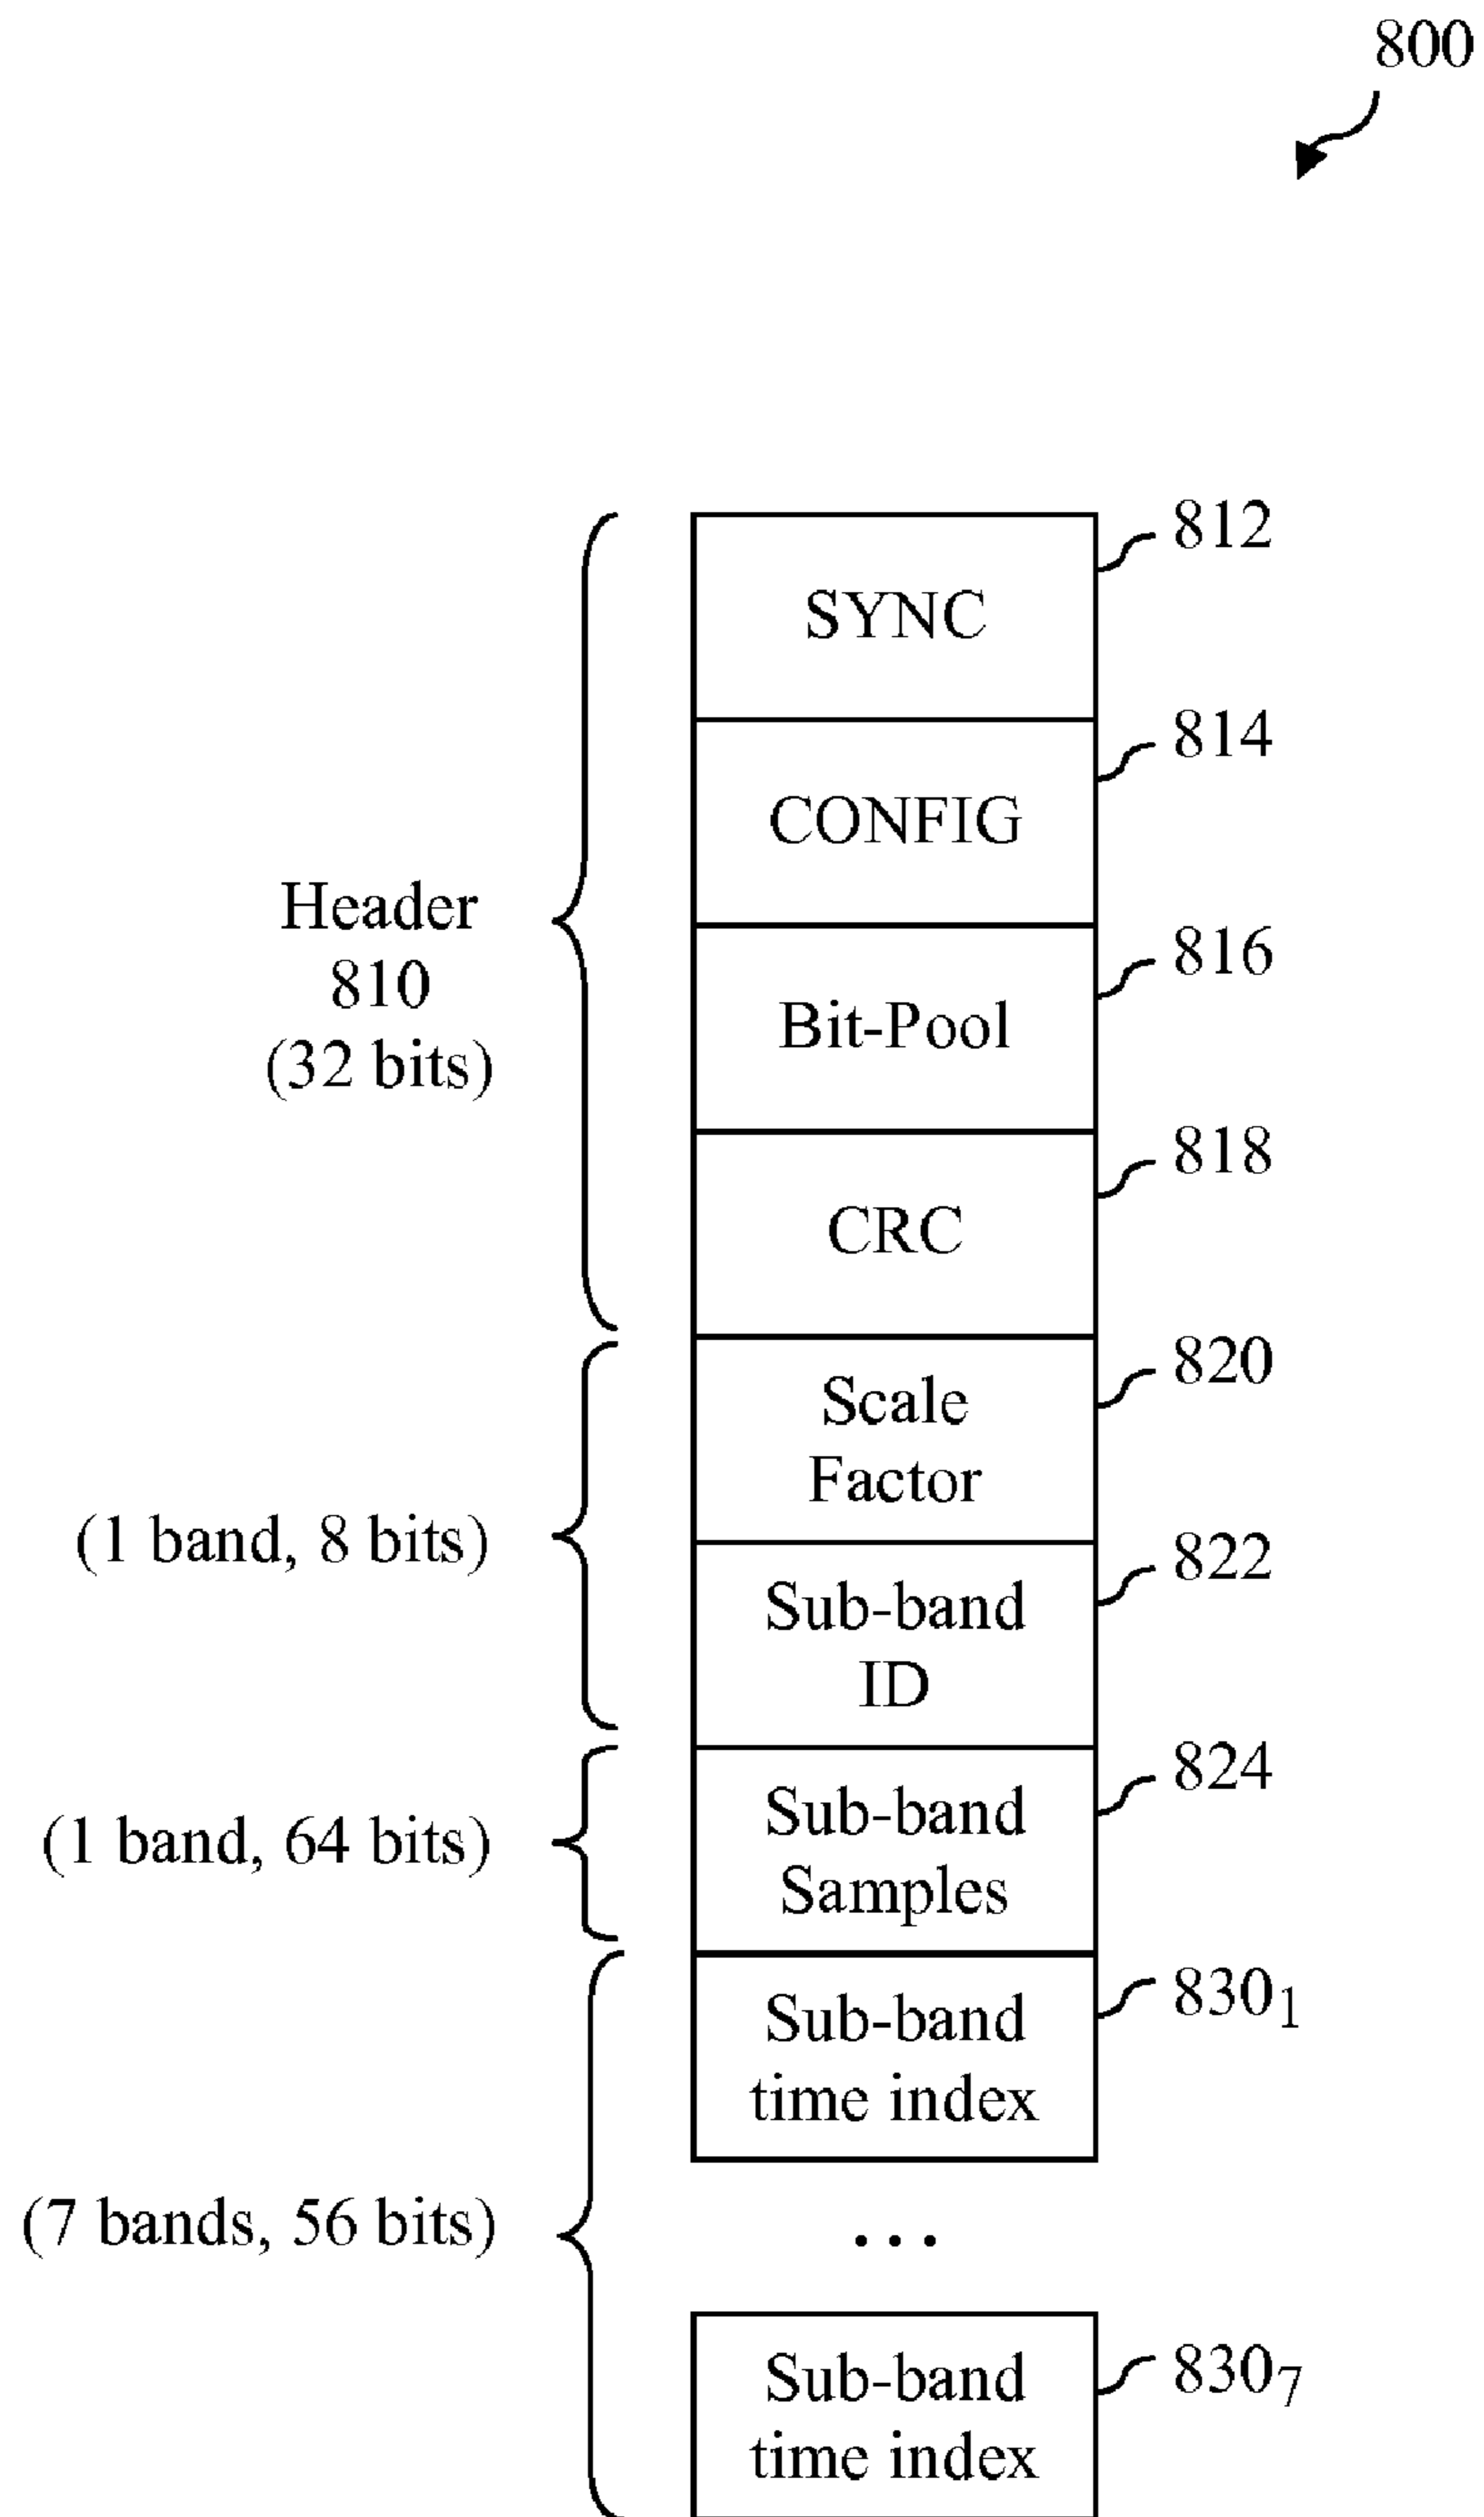 800
SYNC
812
CONFIG
814
Header
810
(32 bits)
Bit-Pool
816
CRC
818
Scale
Factor
820
(1 band, 8 bits)
Sub-band
ID
822
(1 band, 64 bits)
Sub-band
Samples
824
Sub-band
time index
830₁
(7 bands, 56 bits)
...
Sub-band
time index
830₇